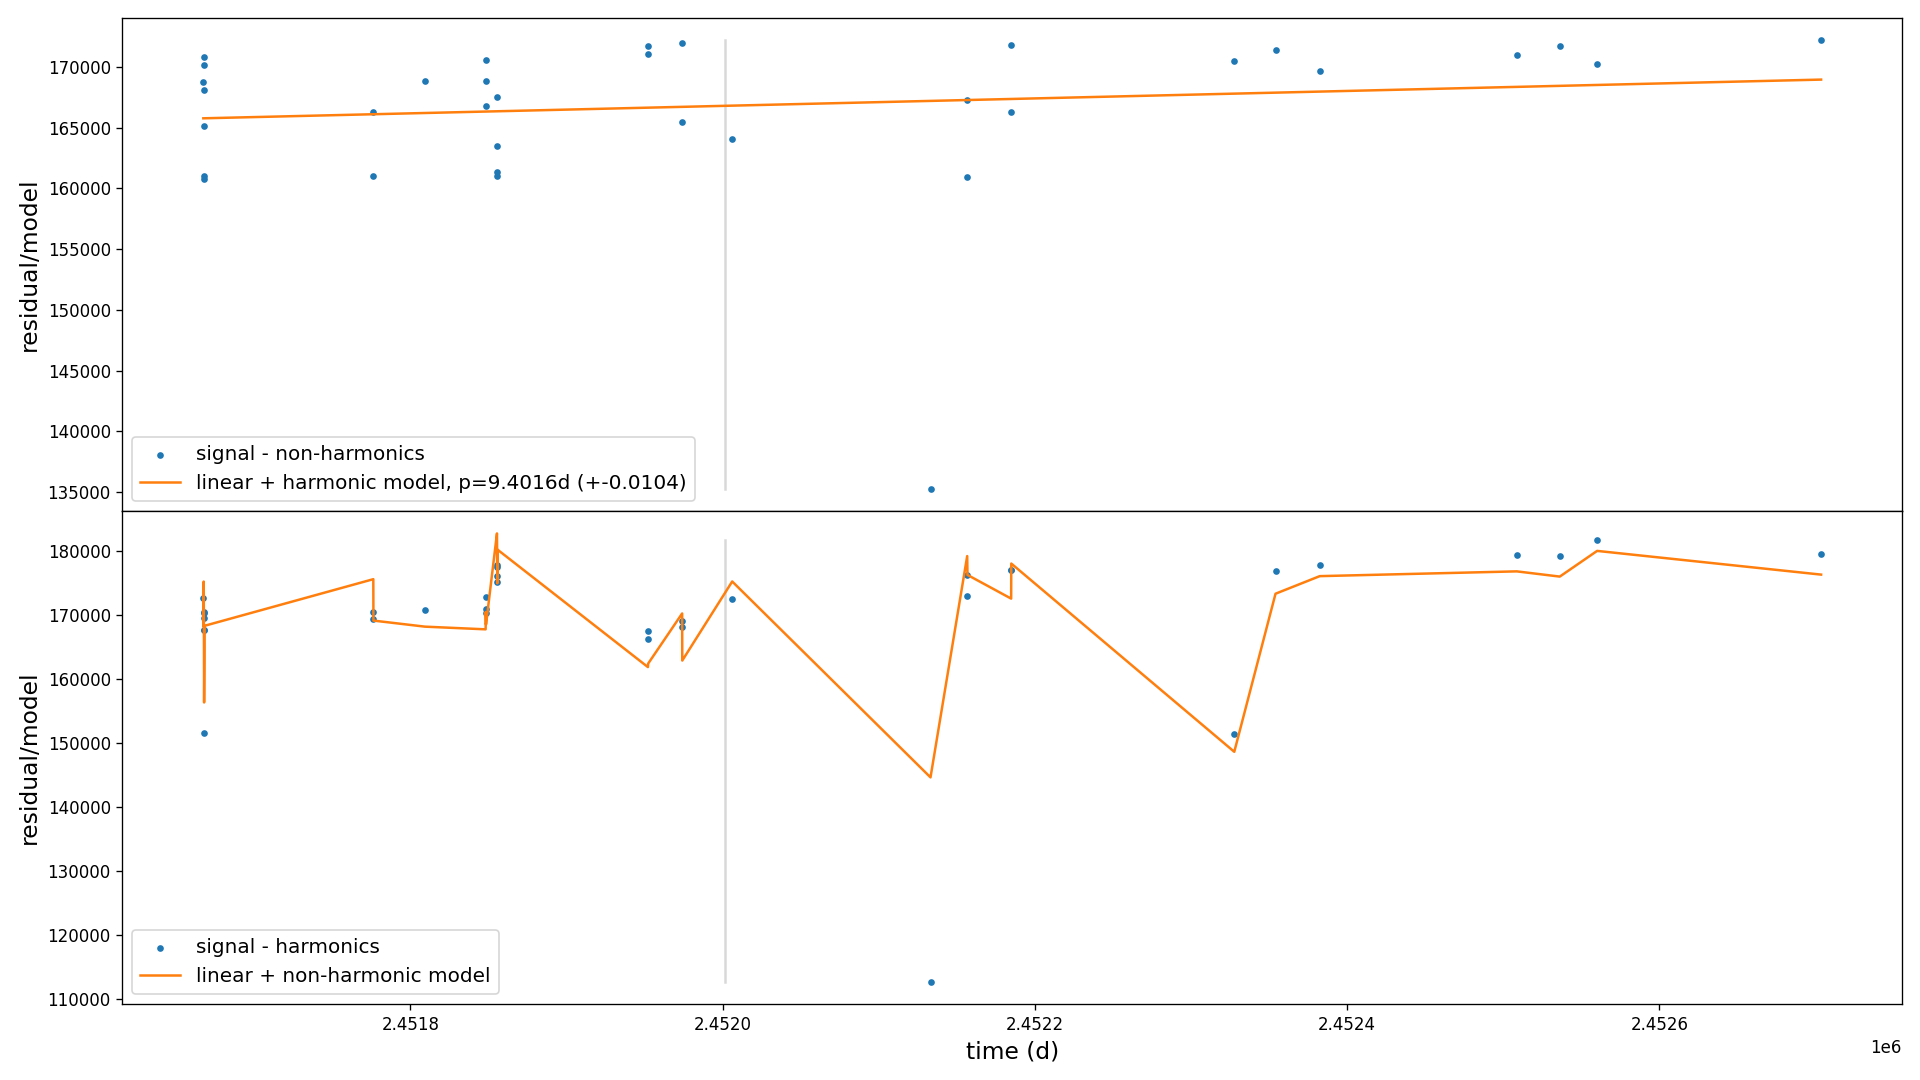 residual/model
170000
165000
160000
155000
150000
145000
140000
135000
signal - non-harmonics
linear + harmonic model, p=9.4016d (+-0.0104)
residual/model
180000
170000
160000
150000
140000
130000
120000
110000
signal - harmonics
linear + non-harmonic model
2.4518 2.4520 2.4522 2.4524 2.4526
time (d)
1e6